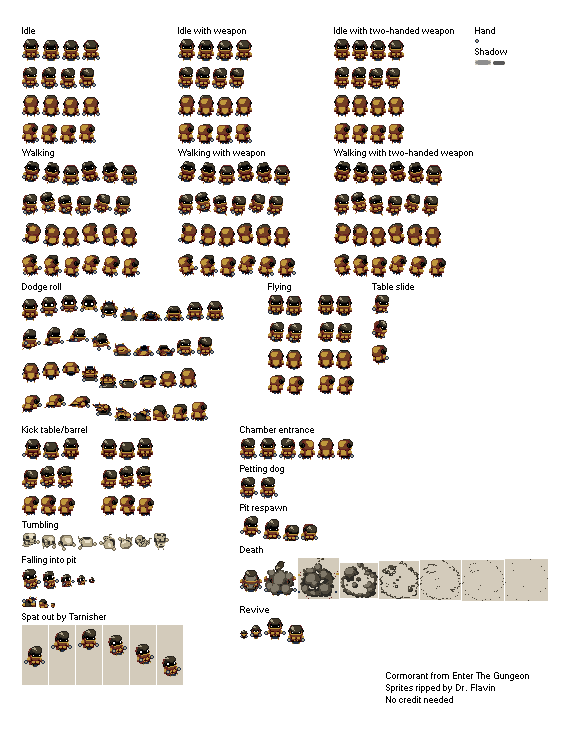 Idle
Idle with weapon
Idle with two-handed weapon
Hand
Shadow
Walking
Walking with weapon
Walking with two-handed weapon
Dodge roll
Flying
Table slide
Kick table/barrel
Chamber entrance
Petting dog
Pit respawn
Tumbling
Death
Falling into pit
Revive
Spat out by Tarnisher
Cormorant from Enter The Gungeon
Sprites ripped by Dr. Flavin
No credit needed